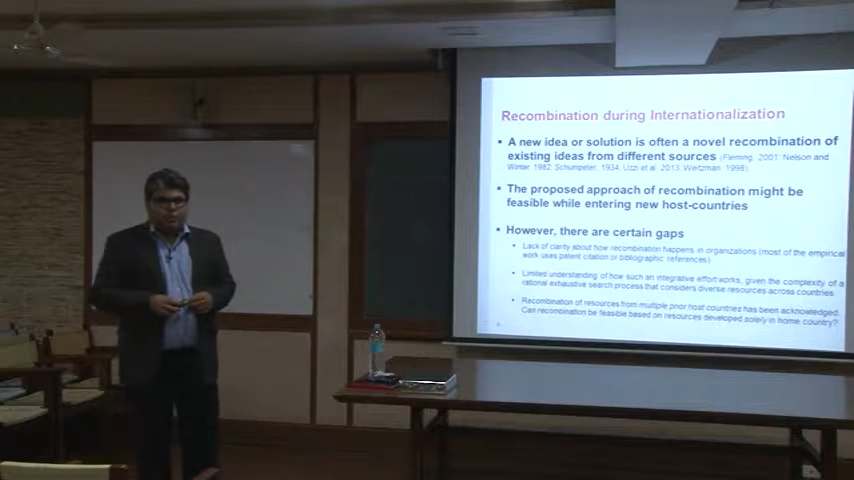 Recombination during Internationalization
• A new idea or solution is often a novel recombination of
existing ideas from different sources (Fleming, 2001; Nelson and
Winter, 1982; Schumpeter, 1934; Uzzi et al. 2013; Weitzman, 1998)
• The proposed approach of recombination might be
feasible while entering new host-countries
• However, there are certain gaps
• Lack of clarity about how recombination happens in organizations (most of the empirical
work uses patent citation or bibliographic references)
• Limited understanding of how such an integrative effort works, given the complexity of a
rational exhaustive search process that considers diverse resources across countries
• Recombination of resources from multiple prior host countries has been acknowledged.
Can recombination be feasible based on resources developed solely in home country?